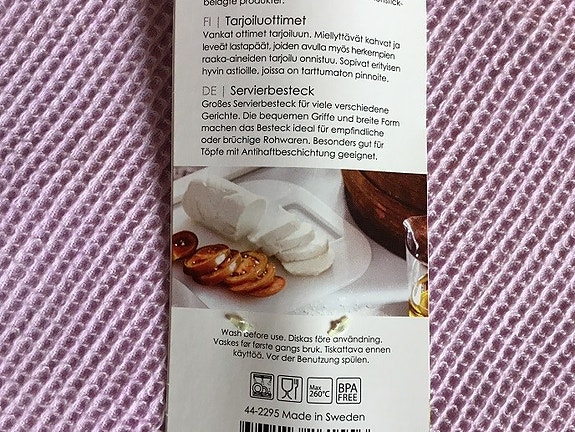 belagte produkter.
FI | Tarjoiluottimet
Vankat ottimet tarjoiluun. Miellyttävät kahvat ja
leveät lastapäät, joiden avulla myös herkempien
raaka-aineiden tarjoilu onnistuu. Sopivat erityisen
hyvin astioille, joissa on tarttumaton pinnoite.
DE | Servierbesteck
Großes Servierbesteck für viele verschiedene
Gerichte. Die bequemen Griffe und breite Form
machen das Besteck ideal für empfindliche
oder brüchige Rohwaren. Besonders gut für
Töpfe mit Antihaftbeschichtung geeignet.
Wash before use. Diskas före användning.
Vaskes før første gangs bruk. Tiskattava ennen
käyttöä. Vor der Benutzung spülen.
Max
260°C
BPA
FREE
44-2295 Made in Sweden